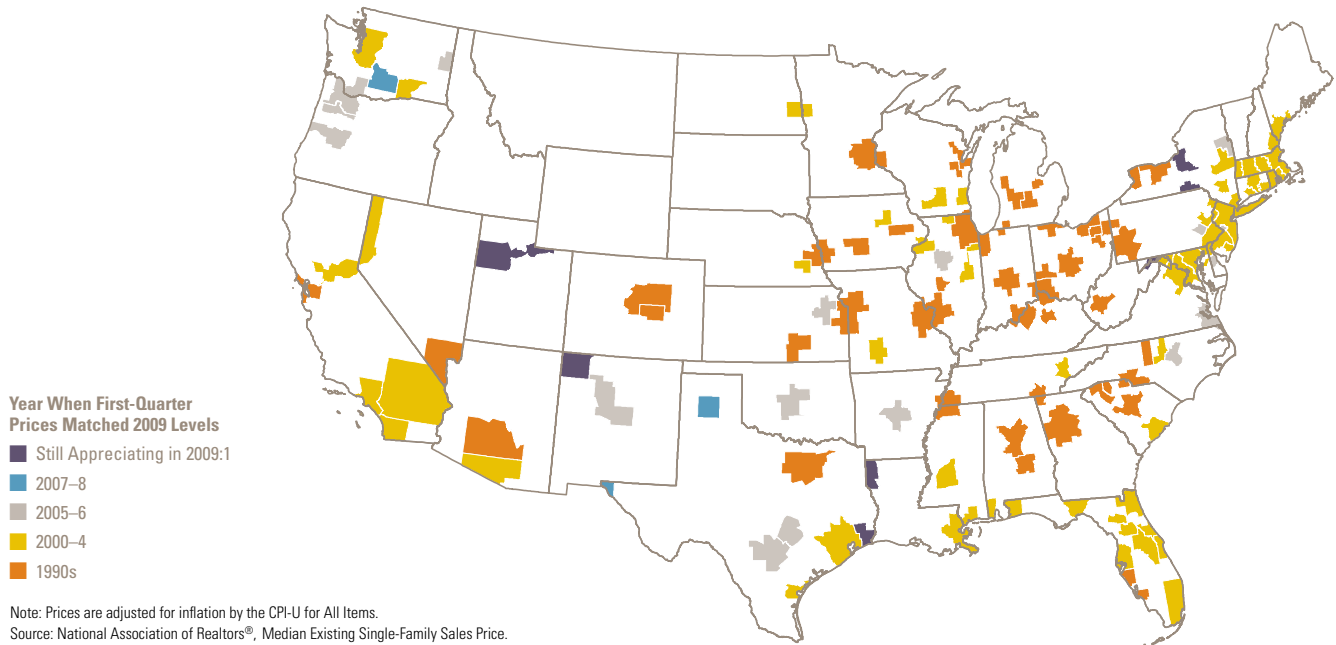 Year When First-Quarter
Prices Matched 2009 Levels
Still Appreciating in 2009:1
2007–8
2005–6
2000–4
1990s
Note: Prices are adjusted for inflation by the CPI-U for All Items.
Source: National Association of Realtors®, Median Existing Single-Family Sales Price.